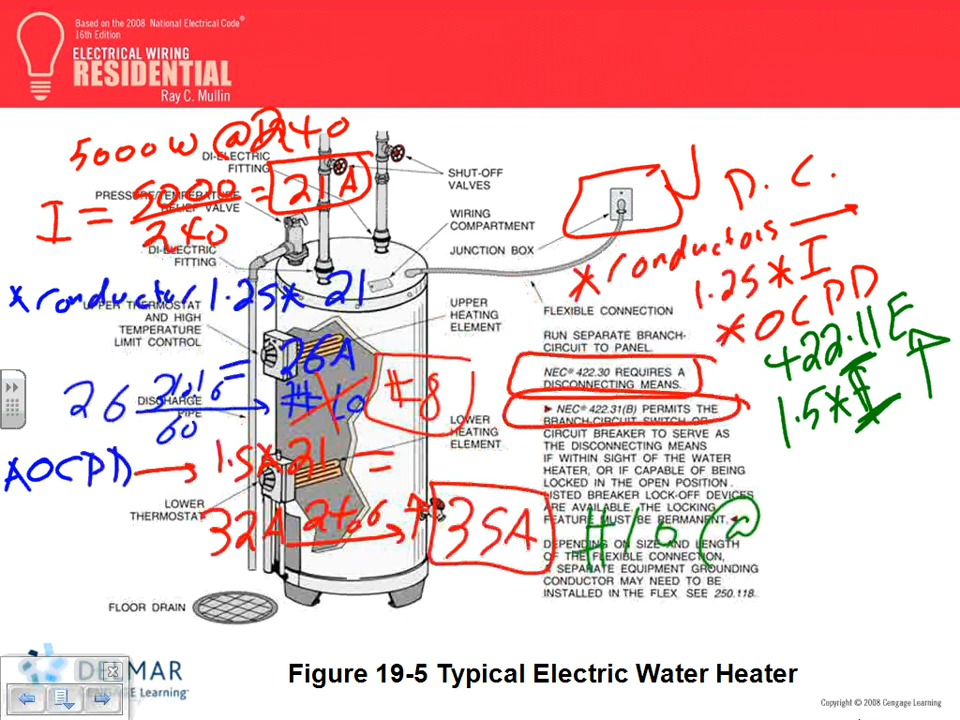 Based on the 2008 National Electrical Code®
16th Edition
ELECTRICAL WIRING
RESIDENTIAL
Ray C. Mullin
5000W @ 240
I = 5000 / 240 = 21A
DI-ELECTRIC
FITTING
PRESSURE/TEMPERATURE
RELIEF VALVE
DI-ELECTRIC
FITTING
SHUT-OFF
VALVES
WIRING
COMPARTMENT
JUNCTION BOX
D.C.
* conductors
1.25 * I
* OCPD
422.11E
1.5 * I
* conductor 1.25 * 21
= 26A
UPPER THERMOSTAT
AND HIGH
TEMPERATURE
LIMIT CONTROL
UPPER
HEATING
ELEMENT
26
60
#10
#8
DISCHARGE
PIPE
LOWER
HEATING
ELEMENT
OCPD 1.5 * 21 =
LOWER
THERMOSTAT
32A 240.6 35A
#10 @
FLOOR DRAIN
FLEXIBLE CONNECTION
RUN SEPARATE BRANCH-
CIRCUIT TO PANEL.
NEC® 422.30 REQUIRES A
DISCONNECTING MEANS.
► NEC® 422.31(B) PERMITS THE
BRANCH-CIRCUIT SWITCH OR
CIRCUIT BREAKER TO SERVE AS
THE DISCONNECTING MEANS
IF WITHIN SIGHT OF THE WATER
HEATER, OR IF CAPABLE OF BEING
LOCKED IN THE OPEN POSITION.
LISTED BREAKER LOCK-OFF DEVICES
ARE AVAILABLE. THE LOCKING
FEATURE MUST BE PERMANENT. ◄
DEPENDING ON SIZE AND LENGTH
OF THE FLEXIBLE CONNECTION,
A SEPARATE EQUIPMENT GROUNDING
CONDUCTOR MAY NEED TO BE
INSTALLED IN THE FLEX. SEE 250.118.
DELMAR
CENGAGE Learning™
Figure 19-5 Typical Electric Water Heater
Copyright © 2008 Cengage Learning